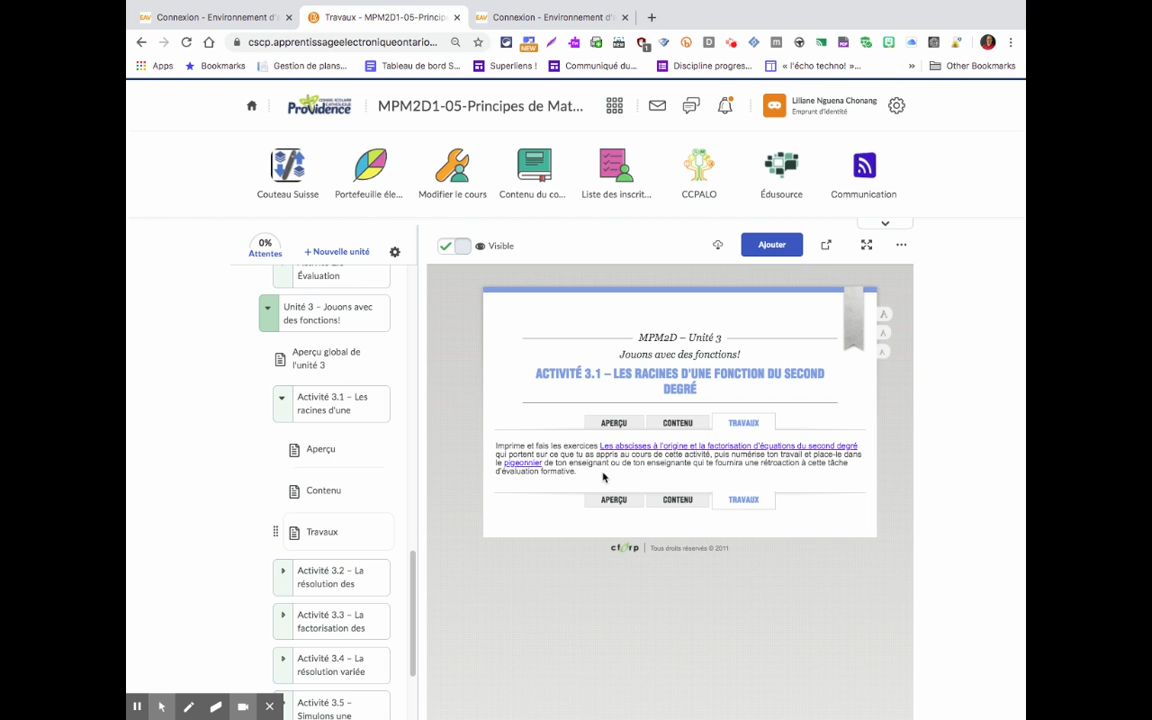 Connexion - Environnement d'
Travaux - MPM2D1-05-Princip
Connexion - Environnement d'
cscp.apprentissageelectroniqueontario...
Apps
Bookmarks
Gestion de plans...
Tableau de bord S...
Superliens !
Communiqué du...
Discipline progres...
« l'écho techno! »...
Other Bookmarks
Providence
MPM2D1-05-Principes de Mat...
Liliane Nguena Chonang
Emprunt d'identité
Couteau Suisse
Portefeuille éle...
Modifier le cours
Contenu du co...
Liste des inscrit...
CCPALO
Édusource
Communication
0%
Attentes
+ Nouvelle unité
Visible
Ajouter
Évaluation
Unité 3 – Jouons avec
des fonctions!
Aperçu global de
l'unité 3
Activité 3.1 – Les
racines d'une
Aperçu
Contenu
Travaux
Activité 3.2 – La
résolution des
Activité 3.3 – La
factorisation des
Activité 3.4 – La
résolution variée
Activité 3.5 –
Simulons une
MPM2D – Unité 3
Jouons avec des fonctions!
ACTIVITÉ 3.1 – LES RACINES D'UNE FONCTION DU SECOND
DEGRÉ
APERÇU CONTENU TRAVAUX
Imprime et fais les exercices Les abscisses à l'origine et la factorisation d'équations du second degré
qui portent sur ce que tu as appris au cours de cette activité, puis numérise ton travail et place-le dans
le pigeonnier de ton enseignant ou de ton enseignante qui te fournira une rétroaction à cette tâche
d'évaluation formative.
APERÇU CONTENU TRAVAUX
A
A
A
cforp | Tous droits réservés © 2011